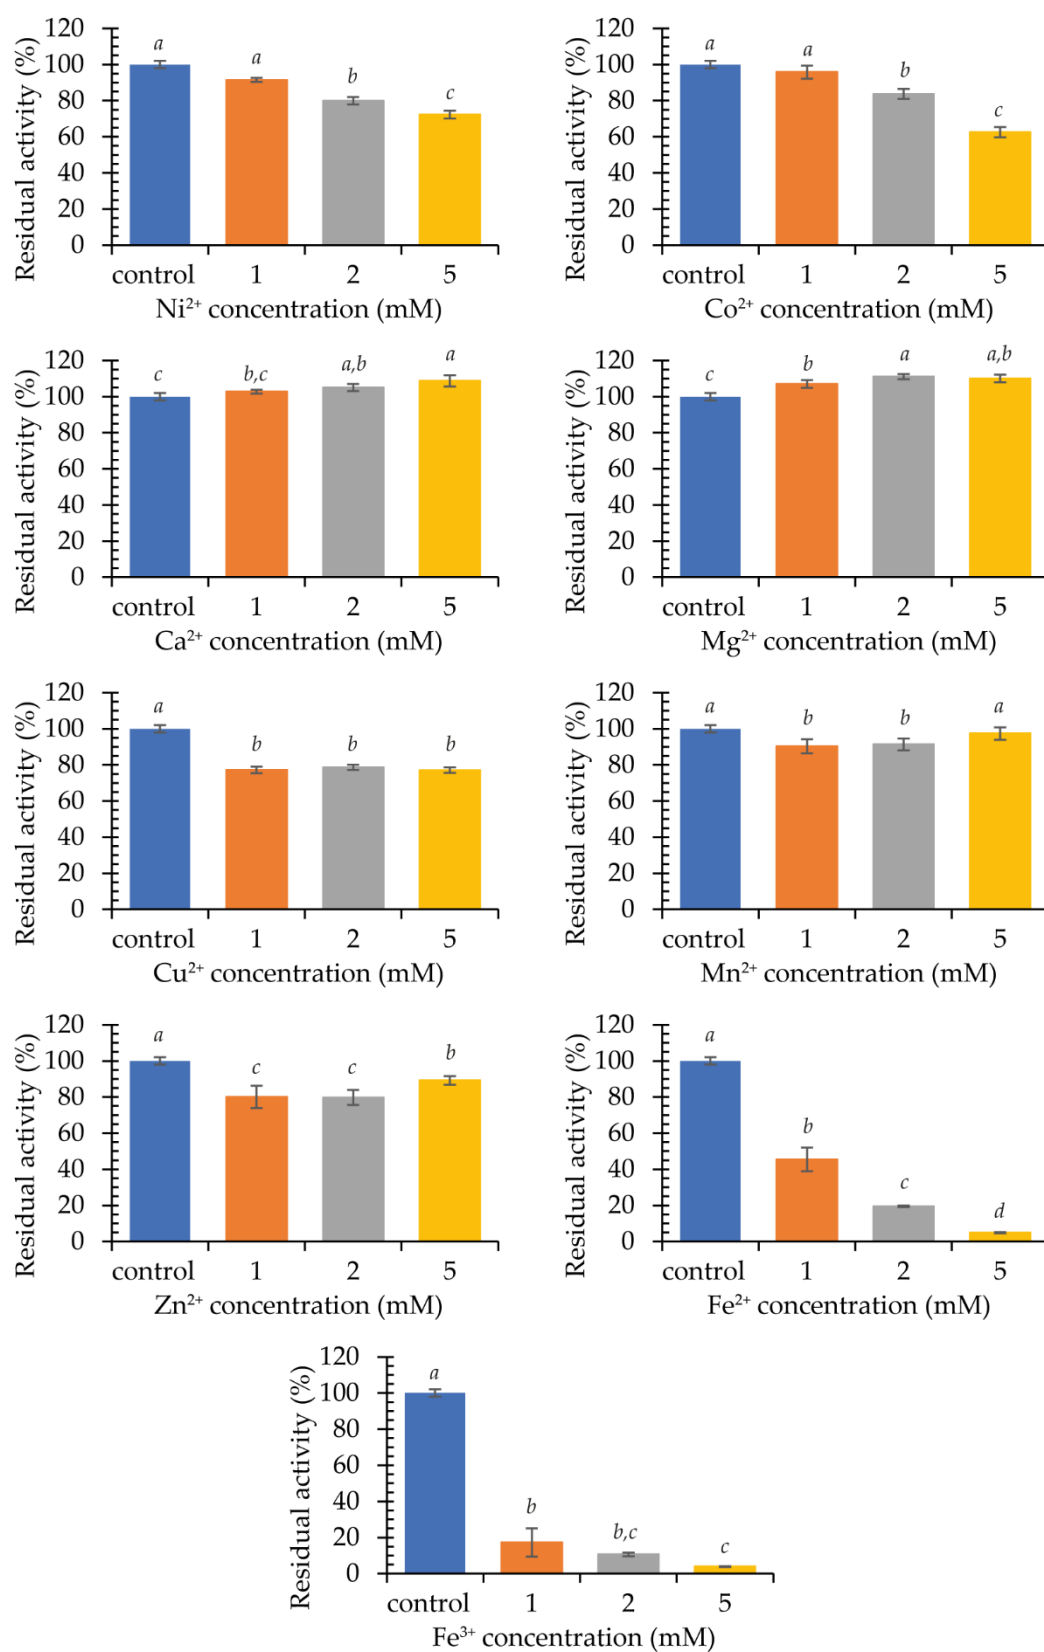 Residual activity (%)
120
100
80
60
40
20
0
a
a
b
c
control 1 2 5
Ni²⁺ concentration (mM)
Residual activity (%)
120
100
80
60
40
20
0
a
a
b
c
control 1 2 5
Co²⁺ concentration (mM)
Residual activity (%)
120
100
80
60
40
20
0
c
b,c
a,b
a
control 1 2 5
Ca²⁺ concentration (mM)
Residual activity (%)
120
100
80
60
40
20
0
c
b
a
a,b
control 1 2 5
Mg²⁺ concentration (mM)
Residual activity (%)
120
100
80
60
40
20
0
a
b
b
b
control 1 2 5
Cu²⁺ concentration (mM)
Residual activity (%)
120
100
80
60
40
20
0
a
b
b
a
control 1 2 5
Mn²⁺ concentration (mM)
Residual activity (%)
120
100
80
60
40
20
0
a
c
c
b
control 1 2 5
Zn²⁺ concentration (mM)
Residual activity (%)
120
100
80
60
40
20
0
a
b
c
d
control 1 2 5
Fe²⁺ concentration (mM)
Residual activity (%)
120
100
80
60
40
20
0
a
b
b,c
c
control 1 2 5
Fe³⁺ concentration (mM)